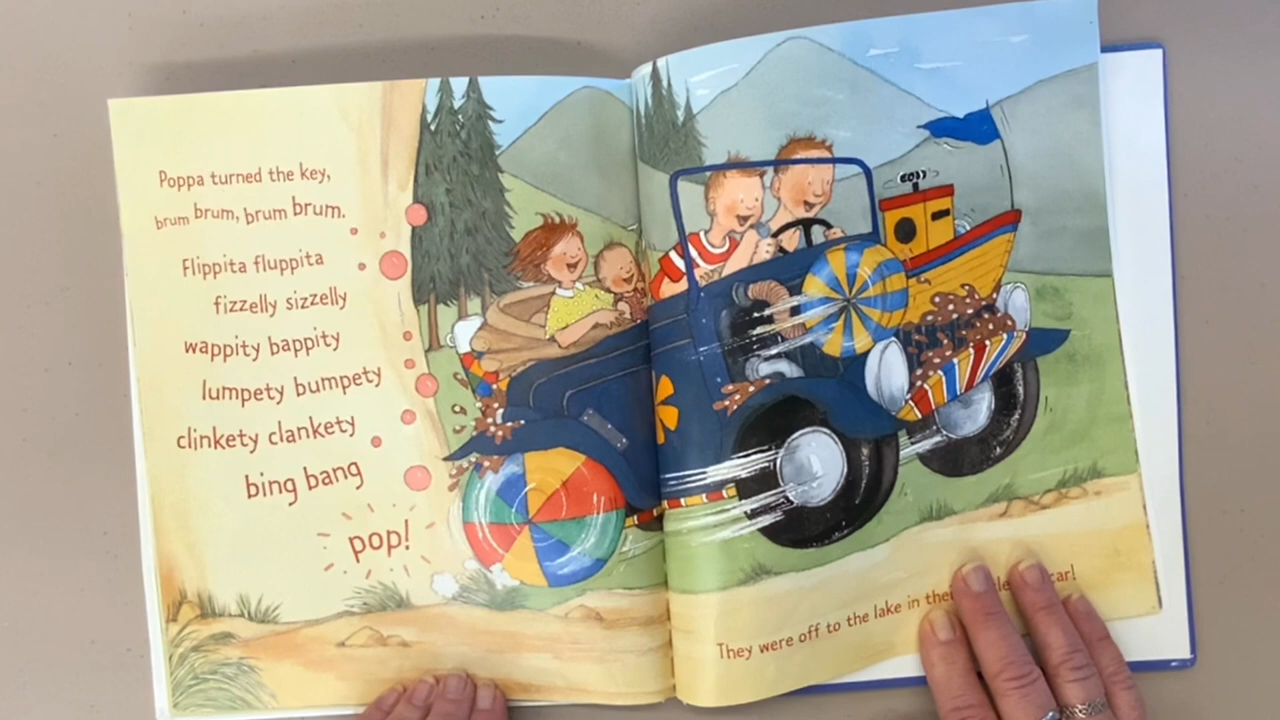 Poppa turned the key,
brum brum, brum brum.
Flippita fluppita
fizzelly sizzelly
wappity bappity
lumpety bumpety
clinkety clankety
bing bang
pop!
They were off to the lake in car!